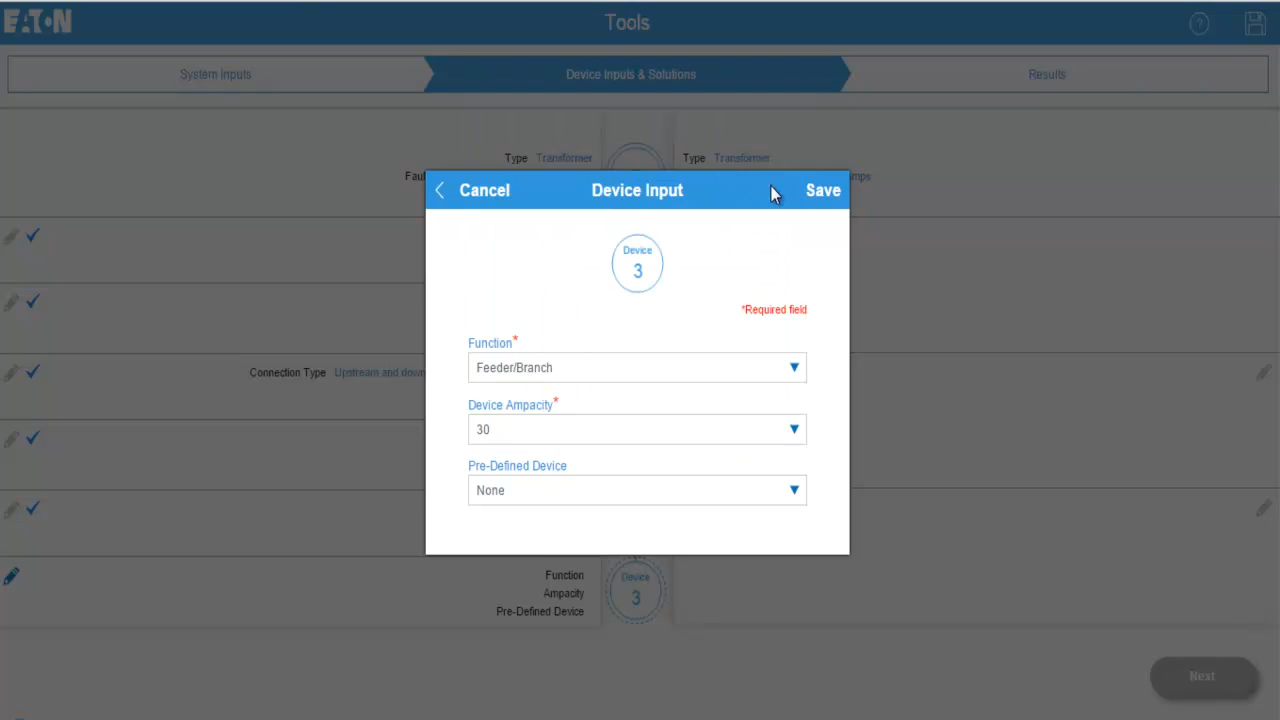 EATON
Tools
?
System Inputs
Device Inputs & Solutions
Results
Type Transformer
Type Transformer
Cancel
Device Input
Save
Device
3
*Required field
Function*
Feeder/Branch
Connection Type Upstream and
Device Ampacity*
30
Pre-Defined Device
None
Function
Ampacity
Pre-Defined Device
Device
3
Next